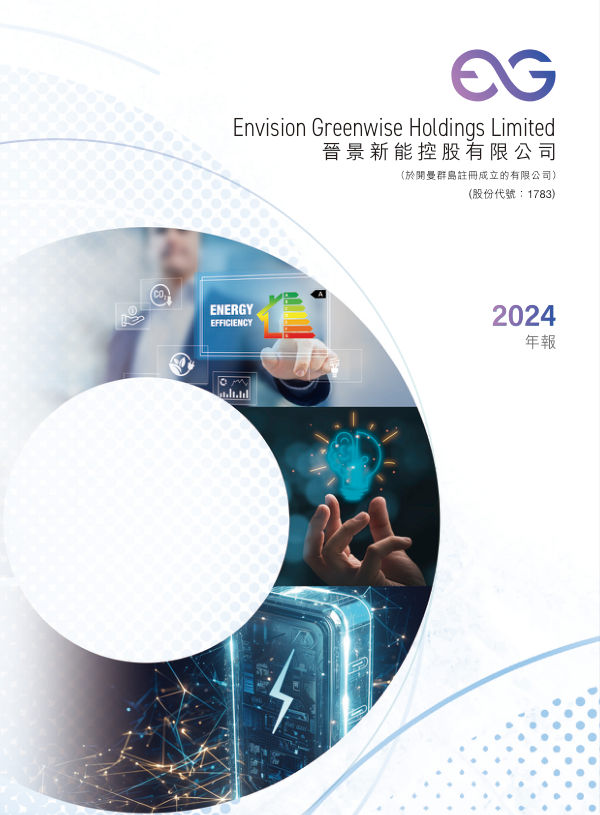 EG
Envision Greenwise Holdings Limited
晉景新能控股有限公司
(於開曼群島註冊成立的有限公司)
(股份代號：1783)
2024
年報
CO2
A
ENERGY
EFFICIENCY